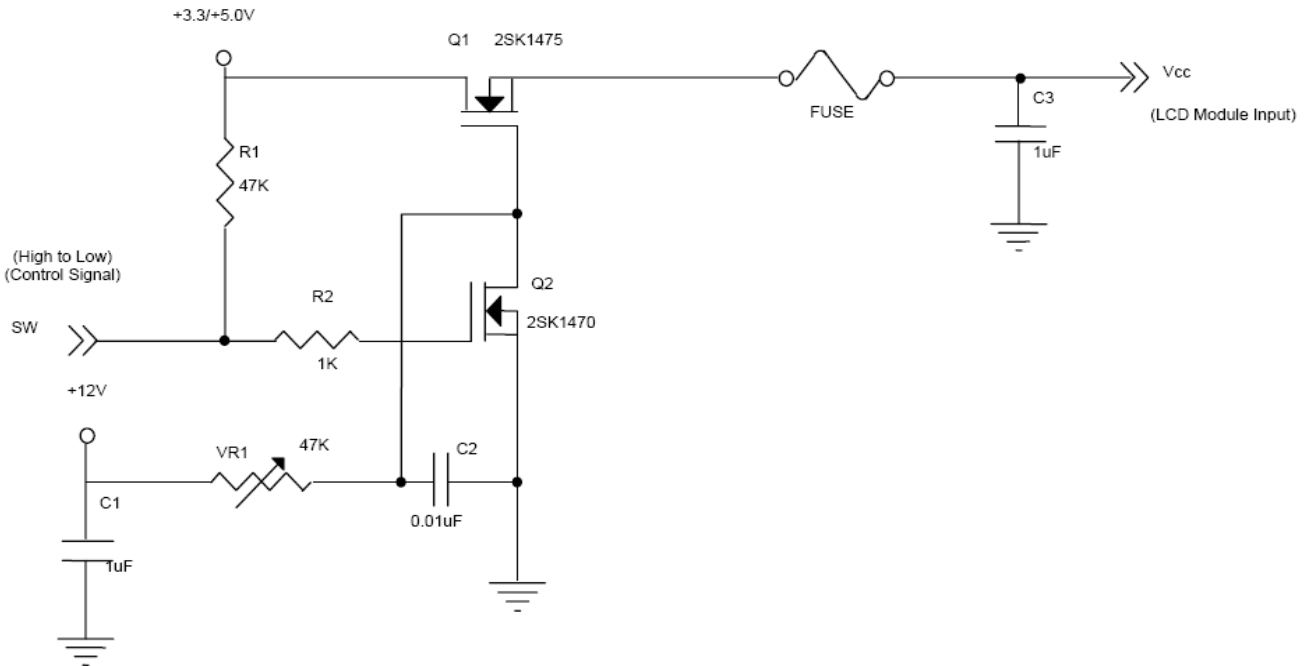 +3.3/+5.0V
Q1 2SK1475
Vcc
FUSE
C3
(LCD Module Input)
R1
1uF
47K
(High to Low)
(Control Signal)
R2
Q2
SW
2SK1470
1K
+12V
VR1
47K
C2
C1
0.01uF
1uF